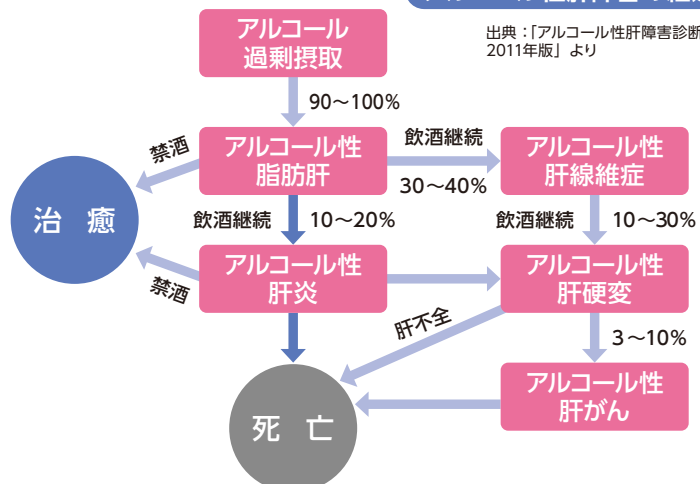 出典：「アルコール性肝障害診断
2011年版」より
アルコール
過剰摂取
90～100%
禁酒
アルコール性
脂肪肝
飲酒継続
30～40%
アルコール性
肝線維症
治 癒
飲酒継続
10～20%
飲酒継続
10～30%
禁酒
アルコール性
肝炎
アルコール性
肝硬変
肝不全
3～10%
死 亡
アルコール性
肝がん